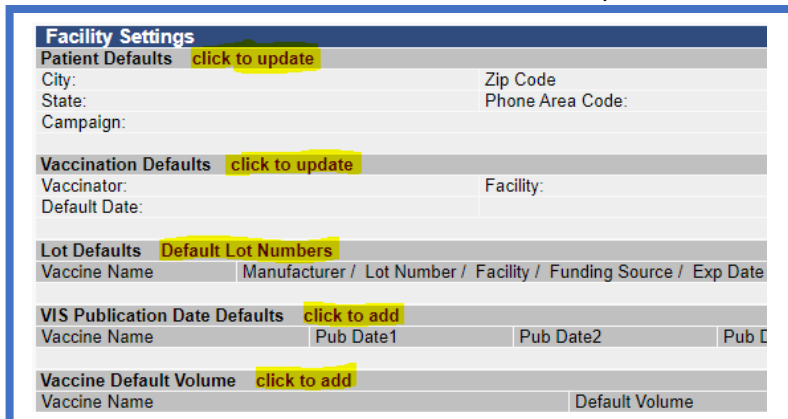 Facility Settings
Patient Defaults click to update
City: Zip Code
State: Phone Area Code:
Campaign:
Vaccination Defaults click to update
Vaccinator: Facility:
Default Date:
Lot Defaults Default Lot Numbers
Vaccine Name Manufacturer / Lot Number / Facility / Funding Source / Exp Date
VIS Publication Date Defaults click to add
Vaccine Name Pub Date1 Pub Date2 Pub
Vaccine Default Volume click to add
Vaccine Name Default Volume